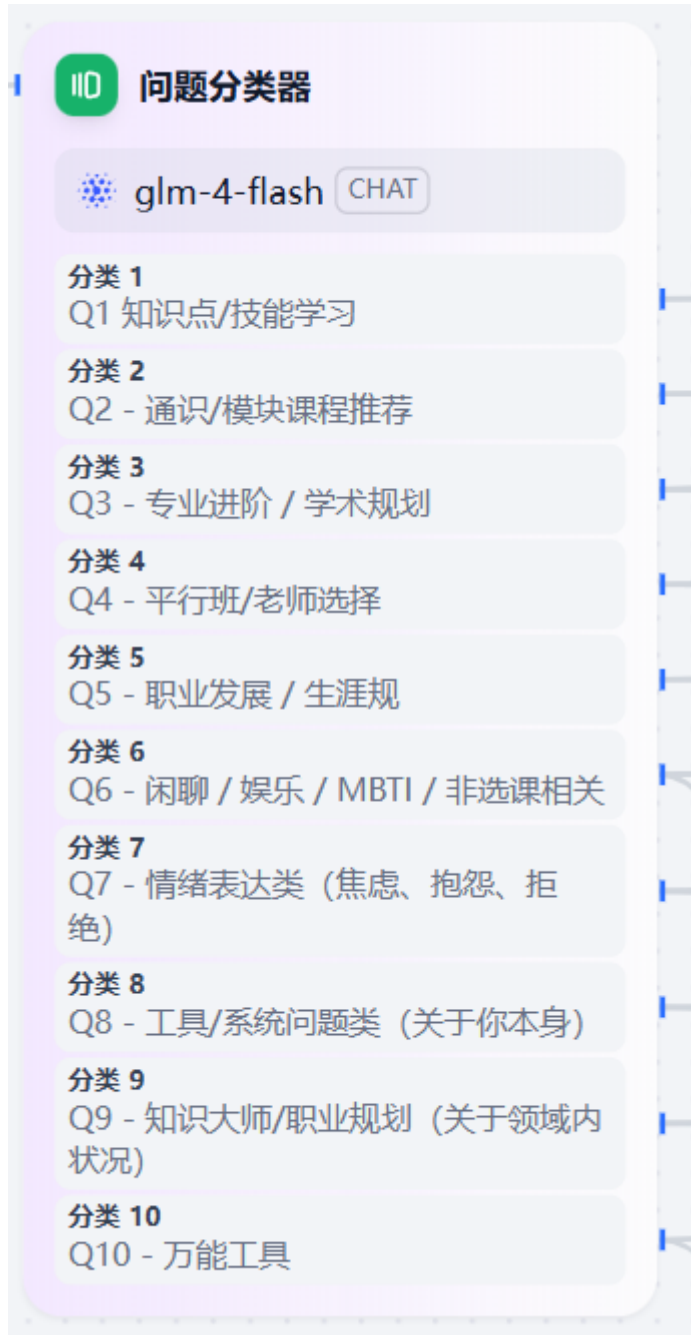 问题分类器
glm-4-flash CHAT
分类 1
Q1 知识点/技能学习
分类 2
Q2 - 通识/模块课程推荐
分类 3
Q3 - 专业进阶 / 学术规划
分类 4
Q4 - 平行班/老师选择
分类 5
Q5 - 职业发展 / 生涯规
分类 6
Q6 - 闲聊 / 娱乐 / MBTI / 非选课相关
分类 7
Q7 - 情绪表达类（焦虑、抱怨、拒
绝）
分类 8
Q8 - 工具/系统问题类（关于你本身）
分类 9
Q9 - 知识大师/职业规划（关于领域内
状况）
分类 10
Q10 - 万能工具